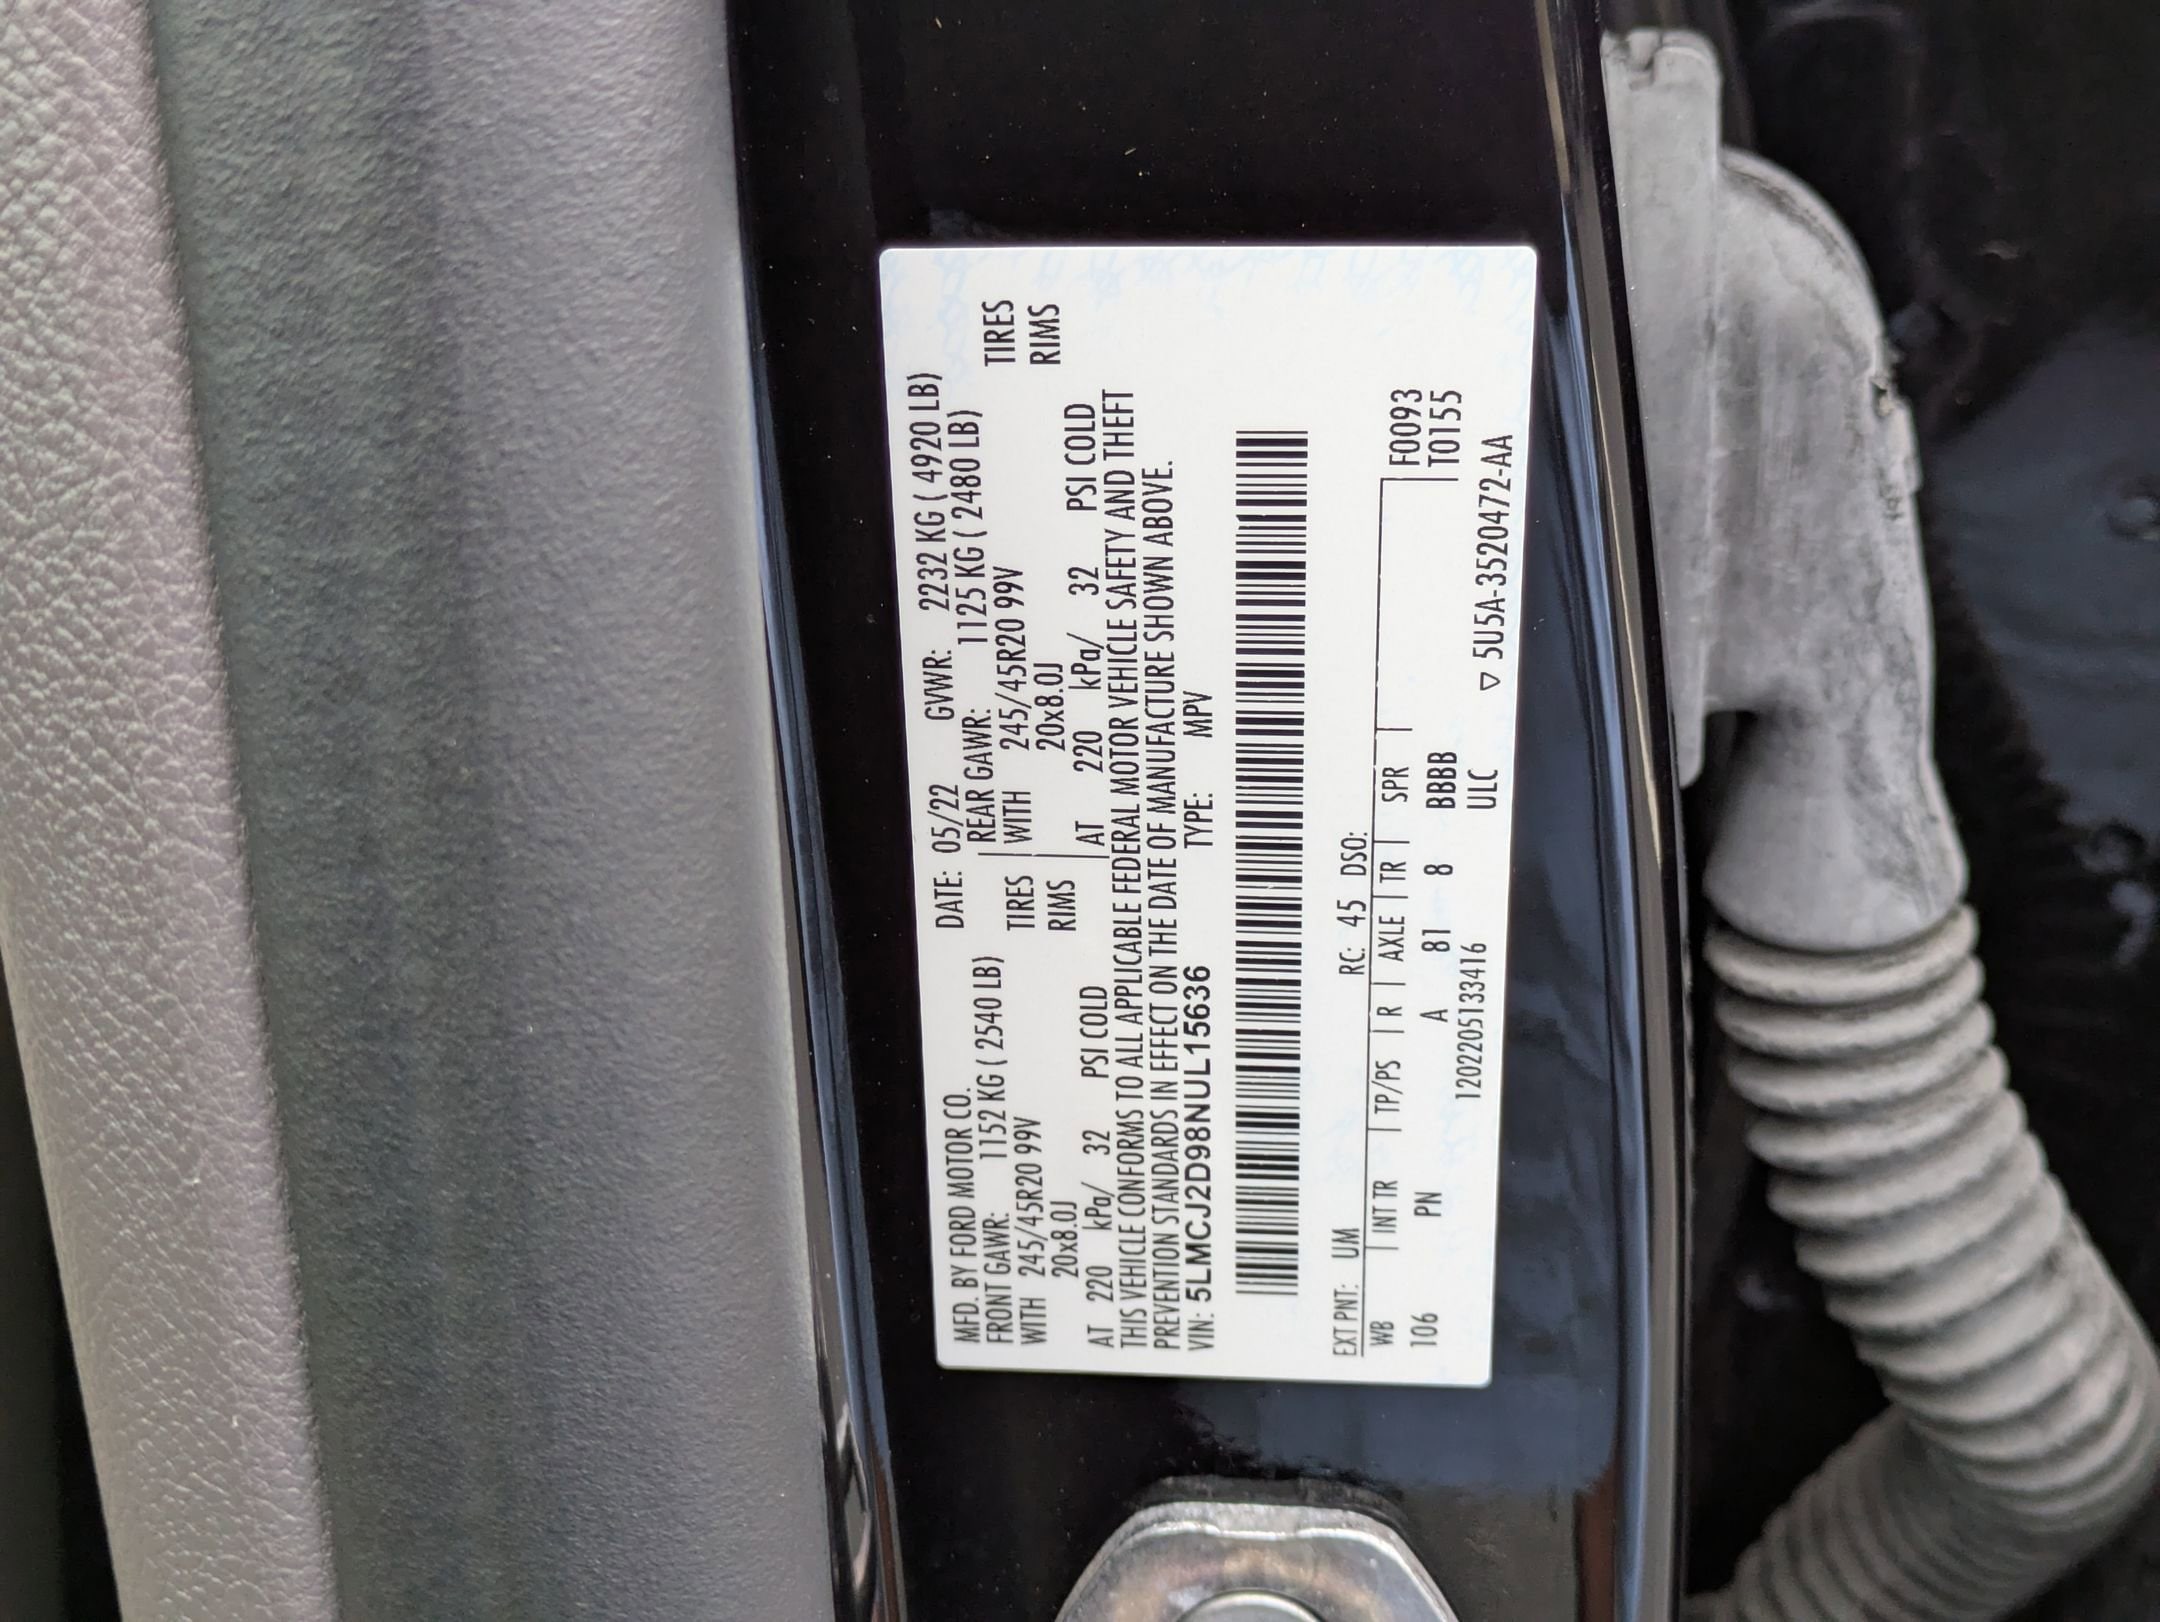 MFD. BY FORD MOTOR CO. DATE: 05/22 GVWR: 2232 KG ( 4920 LB)
FRONT GAWR: 1152 KG ( 2540 LB) REAR GAWR: 1125 KG ( 2480 LB)
WITH 245/45R20 99V TIRES WITH 245/45R20 99V TIRES
20x8.0J RIMS 20x8.0J RIMS
AT 220 kPa/ 32 PSI COLD AT 220 kPa/ 32 PSI COLD
THIS VEHICLE CONFORMS TO ALL APPLICABLE FEDERAL MOTOR VEHICLE SAFETY AND THEFT
PREVENTION STANDARDS IN EFFECT ON THE DATE OF MANUFACTURE SHOWN ABOVE.
VIN: 5LMCJ2D98NUL15636 TYPE: MPV
EXT PNT: UM RC: 45 DSO:
WB INT TR TP/PS R AXLE TR SPR F0093
106 PN A 81 8 BBBB T0155
1202205133416 ULC ▽ 5U5A-3520472-AA